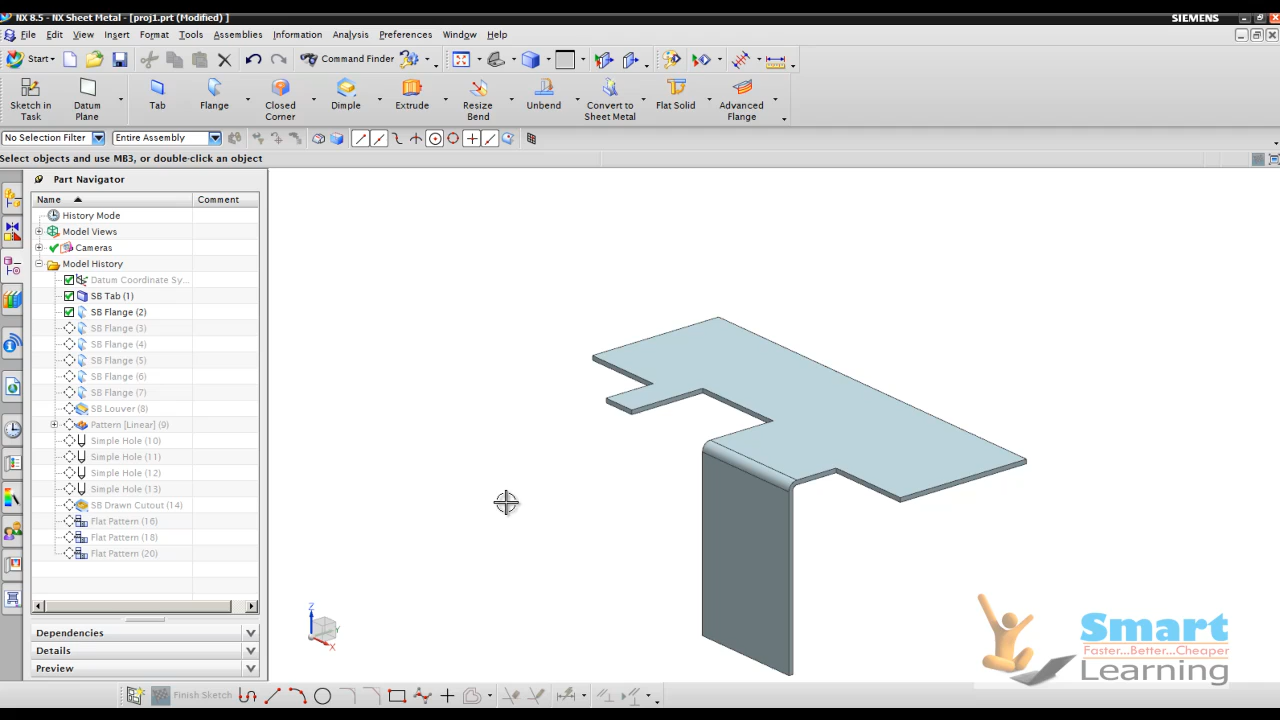 NX 8.5 - NX Sheet Metal - [proj1.prt (Modified) ]
SIEMENS
File Edit View Insert Format Tools Assemblies Information Analysis Preferences Window Help
Start Command Finder
Sketch in Task Datum Plane Tab Flange Closed Corner Dimple Extrude Resize Bend Unbend Convert to Sheet Metal Flat Solid Advanced Flange
No Selection Filter Entire Assembly
Select objects and use MB3, or double-click an object
Part Navigator
Name Comment
History Mode
Model Views
Cameras
Model History
Datum Coordinate Sy...
SB Tab (1)
SB Flange (2)
SB Flange (3)
SB Flange (4)
SB Flange (5)
SB Flange (6)
SB Flange (7)
SB Louver (8)
Pattern [Linear] (9)
Simple Hole (10)
Simple Hole (11)
Simple Hole (12)
Simple Hole (13)
SB Drawn Cutout (14)
Flat Pattern (16)
Flat Pattern (18)
Flat Pattern (20)
Dependencies
Details
Preview
Z
Y
X
Smart
Faster...Better...Cheaper
Learning
Finish Sketch